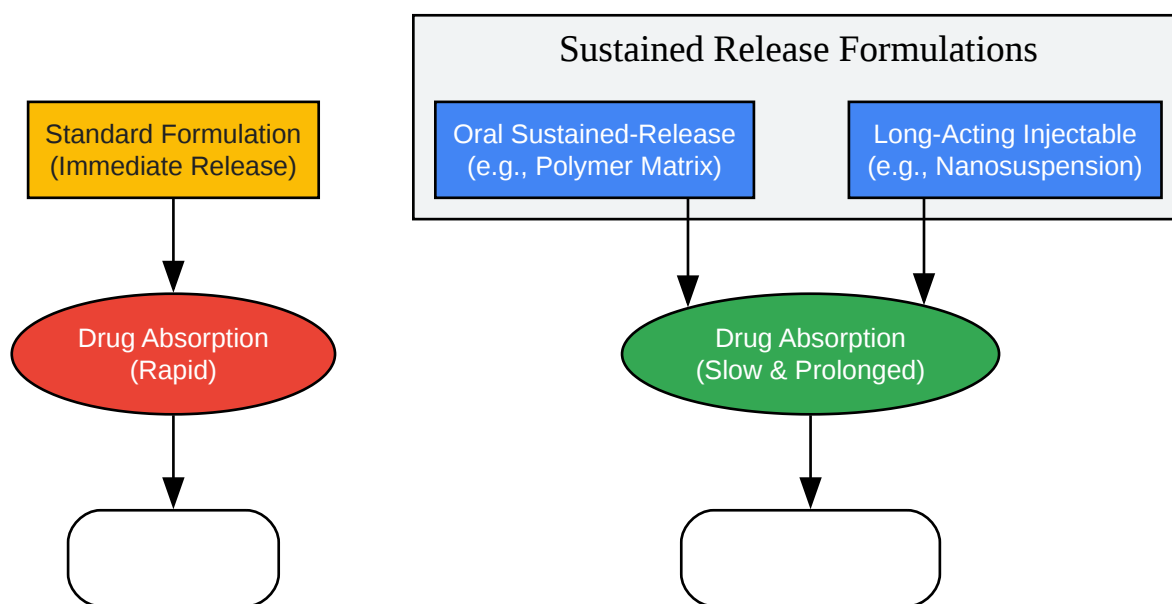 Sustained Release Formulations
Standard Formulation
(Immediate Release)
Oral Sustained-Release
(e.g., Polymer Matrix)
Long-Acting Injectable
(e.g., Nanosuspension)
Drug Absorption
(Rapid)
Drug Absorption
(Slow & Prolonged)